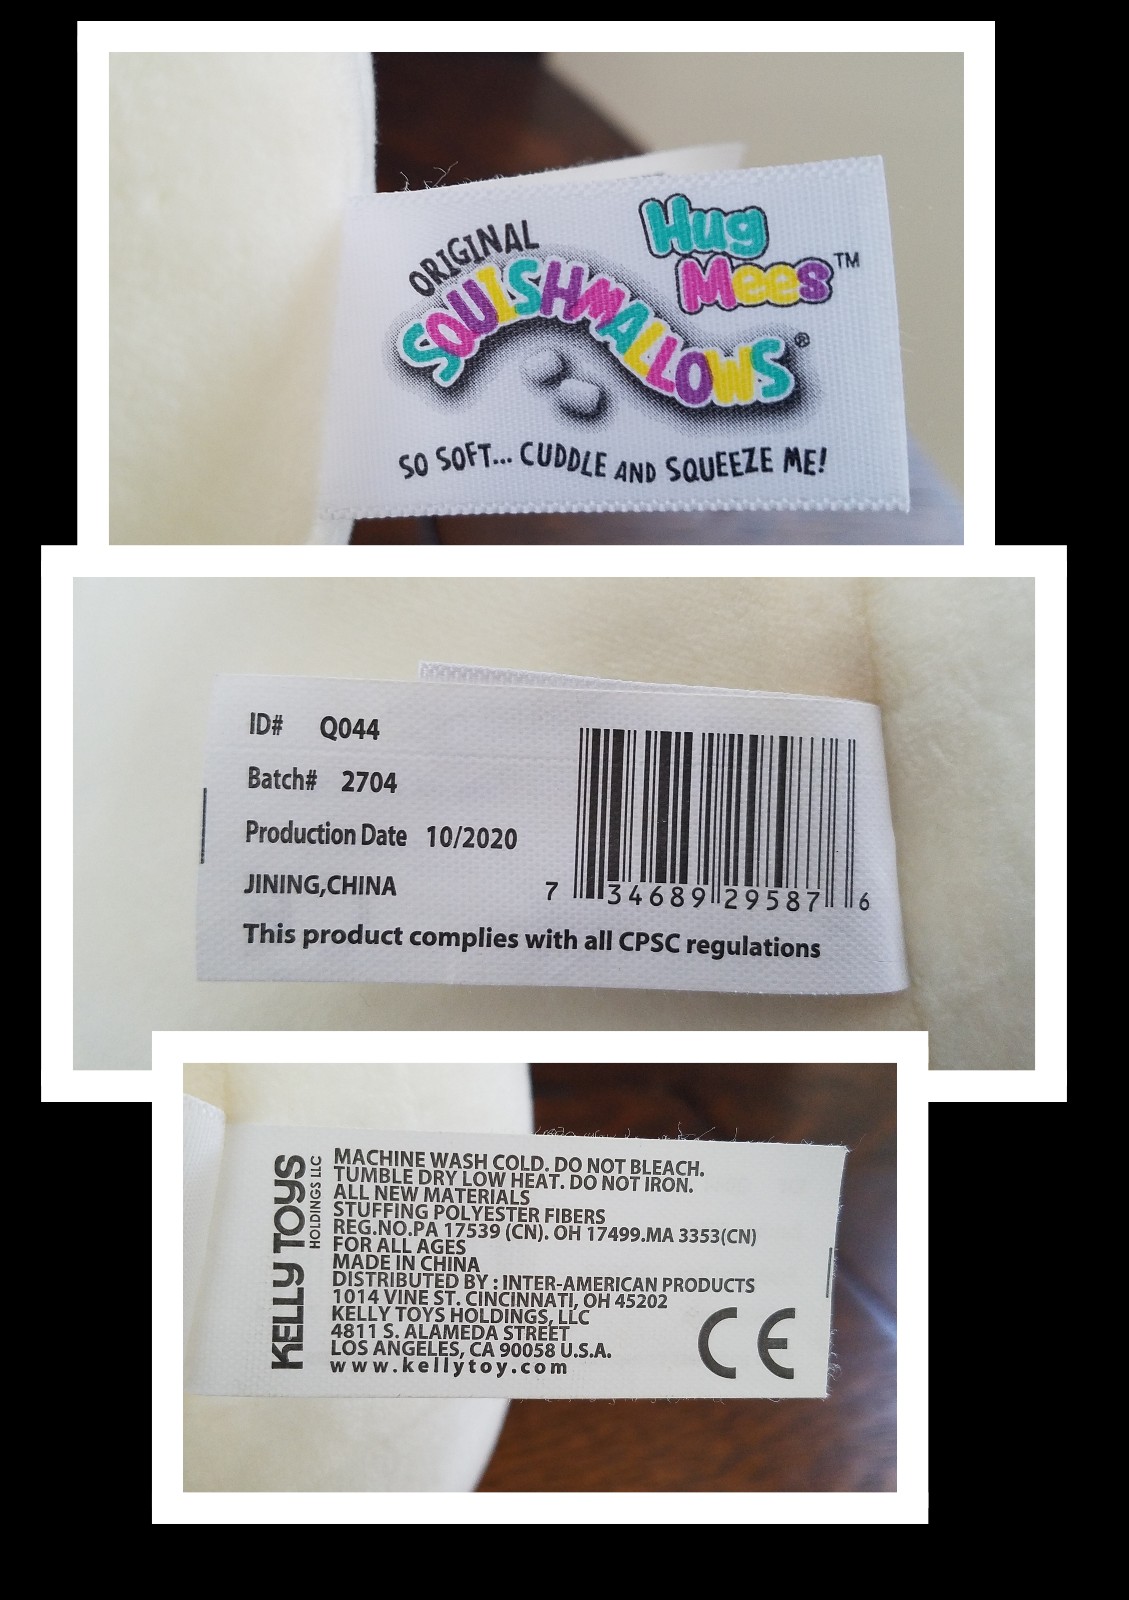 ORIGINAL
SQUISHMALLOWS®
Hug
Mees™
SO SOFT... CUDDLE AND SQUEEZE ME!
ID# Q044
Batch# 2704
Production Date 10/2020
JINING,CHINA
7 34689 29587 6
This product complies with all CPSC regulations
KELLY TOYS
HOLDINGS LLC
MACHINE WASH COLD. DO NOT BLEACH.
TUMBLE DRY LOW HEAT. DO NOT IRON.
ALL NEW MATERIALS
STUFFING POLYESTER FIBERS
REG.NO.PA 17539 (CN). OH 17499.MA 3353(CN)
FOR ALL AGES
MADE IN CHINA
DISTRIBUTED BY : INTER-AMERICAN PRODUCTS
1014 VINE ST. CINCINNATI, OH 45202
KELLY TOYS HOLDINGS, LLC
4811 S. ALAMEDA STREET
LOS ANGELES, CA 90058 U.S.A.
www.kellytoy.com
CE